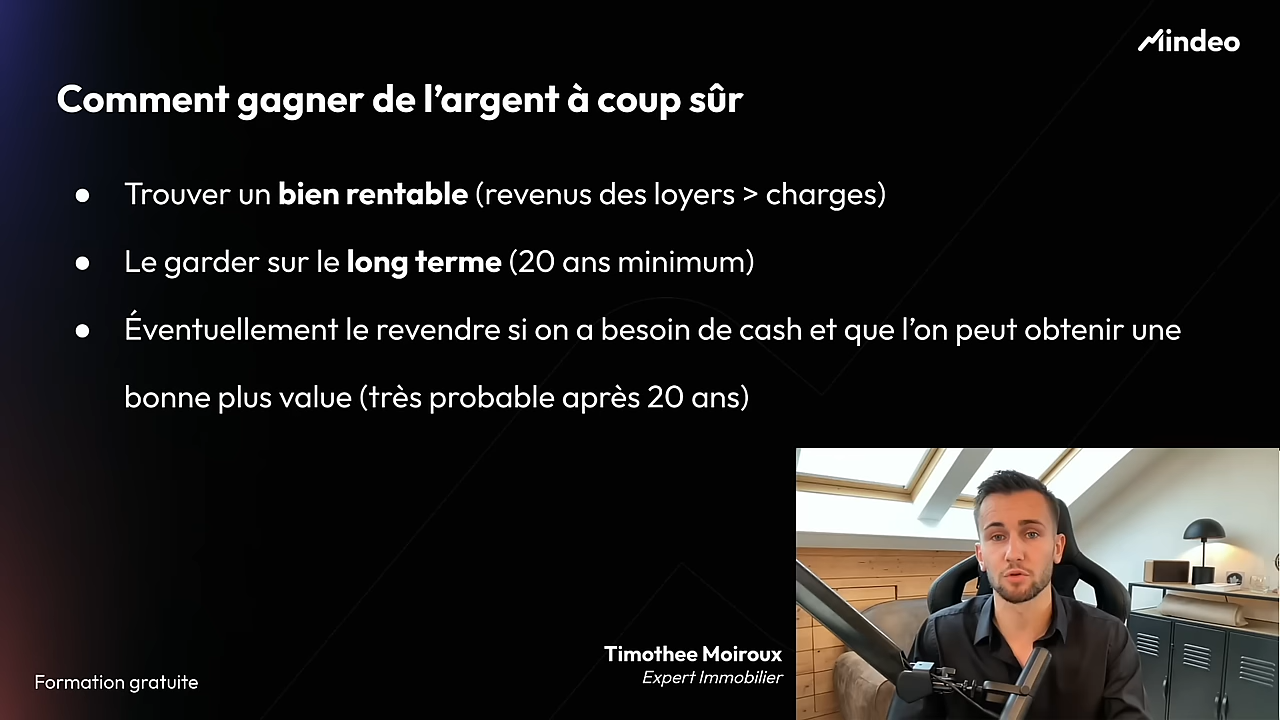 Mindeo
Comment gagner de l’argent à coup sûr
● Trouver un bien rentable (revenus des loyers > charges)
● Le garder sur le long terme (20 ans minimum)
● Éventuellement le revendre si on a besoin de cash et que l’on peut obtenir une
bonne plus value (très probable après 20 ans)
Timothee Moiroux
Expert Immobilier
Formation gratuite